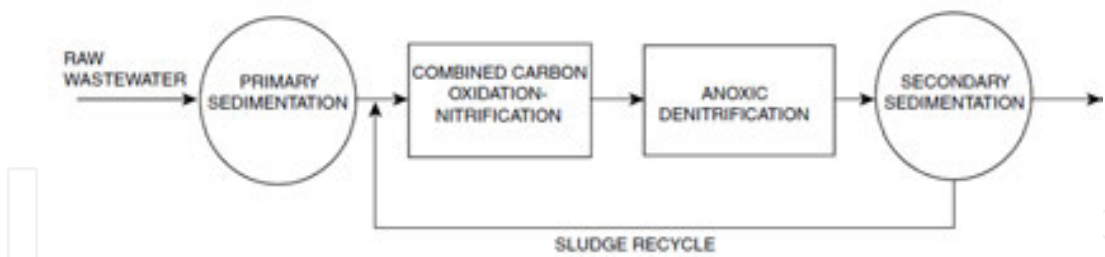 RAW
WASTEWATER
PRIMARY
SEDIMENTATION
COMBINED CARBON
OXIDATION-
NITRIFICATION
ANOXIC
DENITRIFICATION
SECONDARY
SEDIMENTATION
SLUDGE RECYCLE